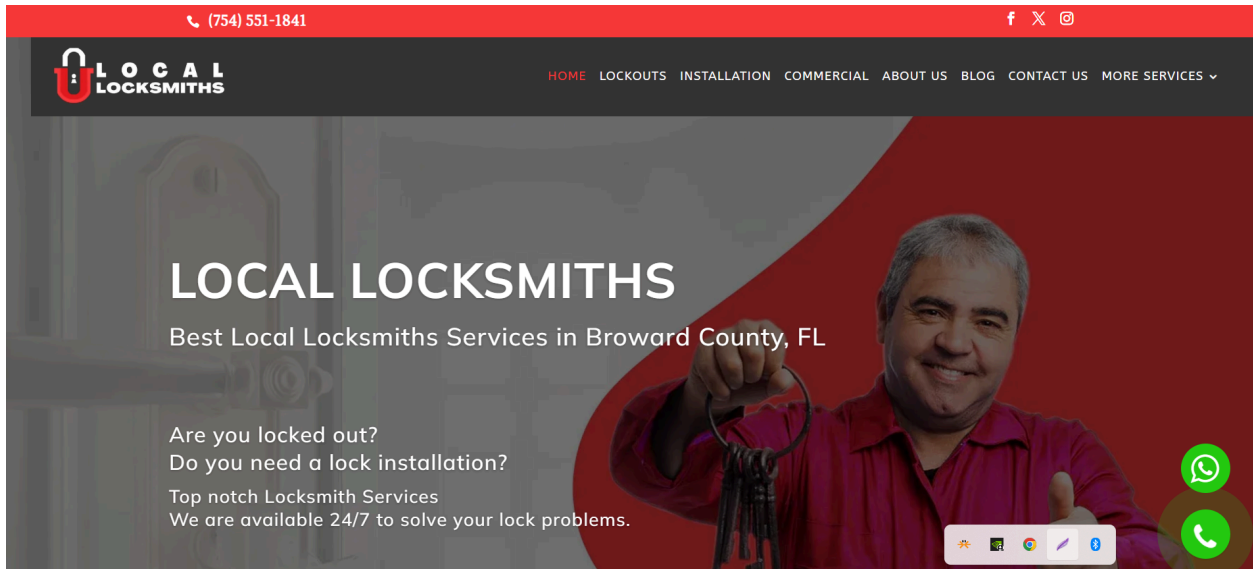 (754) 551-1841
LOCAL
LOCKSMITHS
HOME LOCKOUTS INSTALLATION COMMERCIAL ABOUT US BLOG CONTACT US MORE SERVICES
LOCAL LOCKSMITHS
Best Local Locksmiths Services in Broward County, FL
Are you locked out?
Do you need a lock installation?
Top notch Locksmith Services
We are available 24/7 to solve your lock problems.